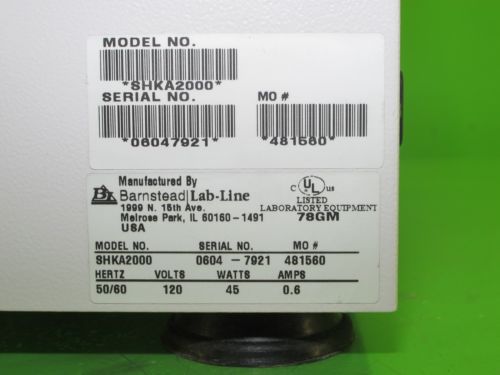 MODEL NO.
*SHKA2000*
SERIAL NO. MO #
*06047921* *481560*
Manufactured By
Barnstead|Lab-Line
1999 N. 15th Ave.
Melrose Park, IL 60160-1491
USA
C UL US
LISTED
LABORATORY EQUIPMENT
78GM
MODEL NO. SERIAL NO. MO #
SHKA2000 0604 - 7921 481560
HERTZ VOLTS WATTS AMPS
50/60 120 45 0.6